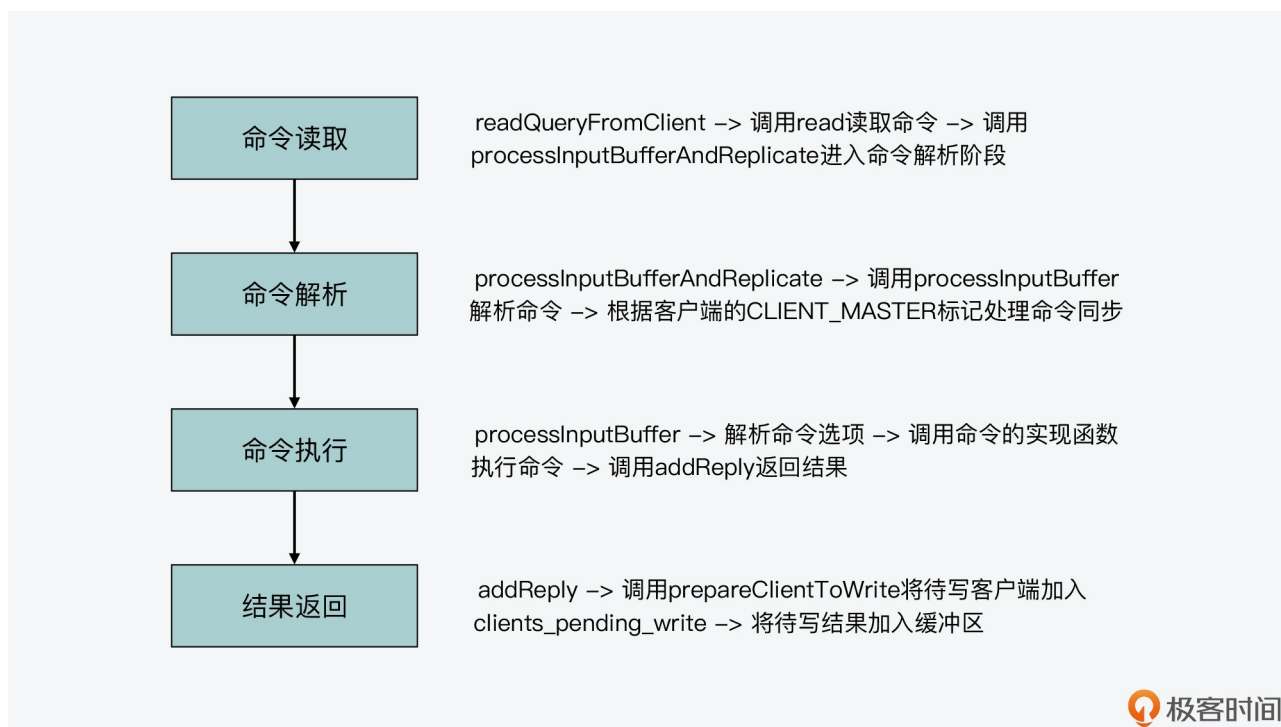 命令读取
readQueryFromClient -> 调用read读取命令 -> 调用
processInputBufferAndReplicate进入命令解析阶段
命令解析
processInputBufferAndReplicate -> 调用processInputBuffer
解析命令 -> 根据客户端的CLIENT_MASTER标记处理命令同步
命令执行
processInputBuffer -> 解析命令选项 -> 调用命令的实现函数
执行命令 -> 调用addReply返回结果
结果返回
addReply -> 调用prepareClientToWrite将待写客户端加入
clients_pending_write -> 将待写结果加入缓冲区
极客时间